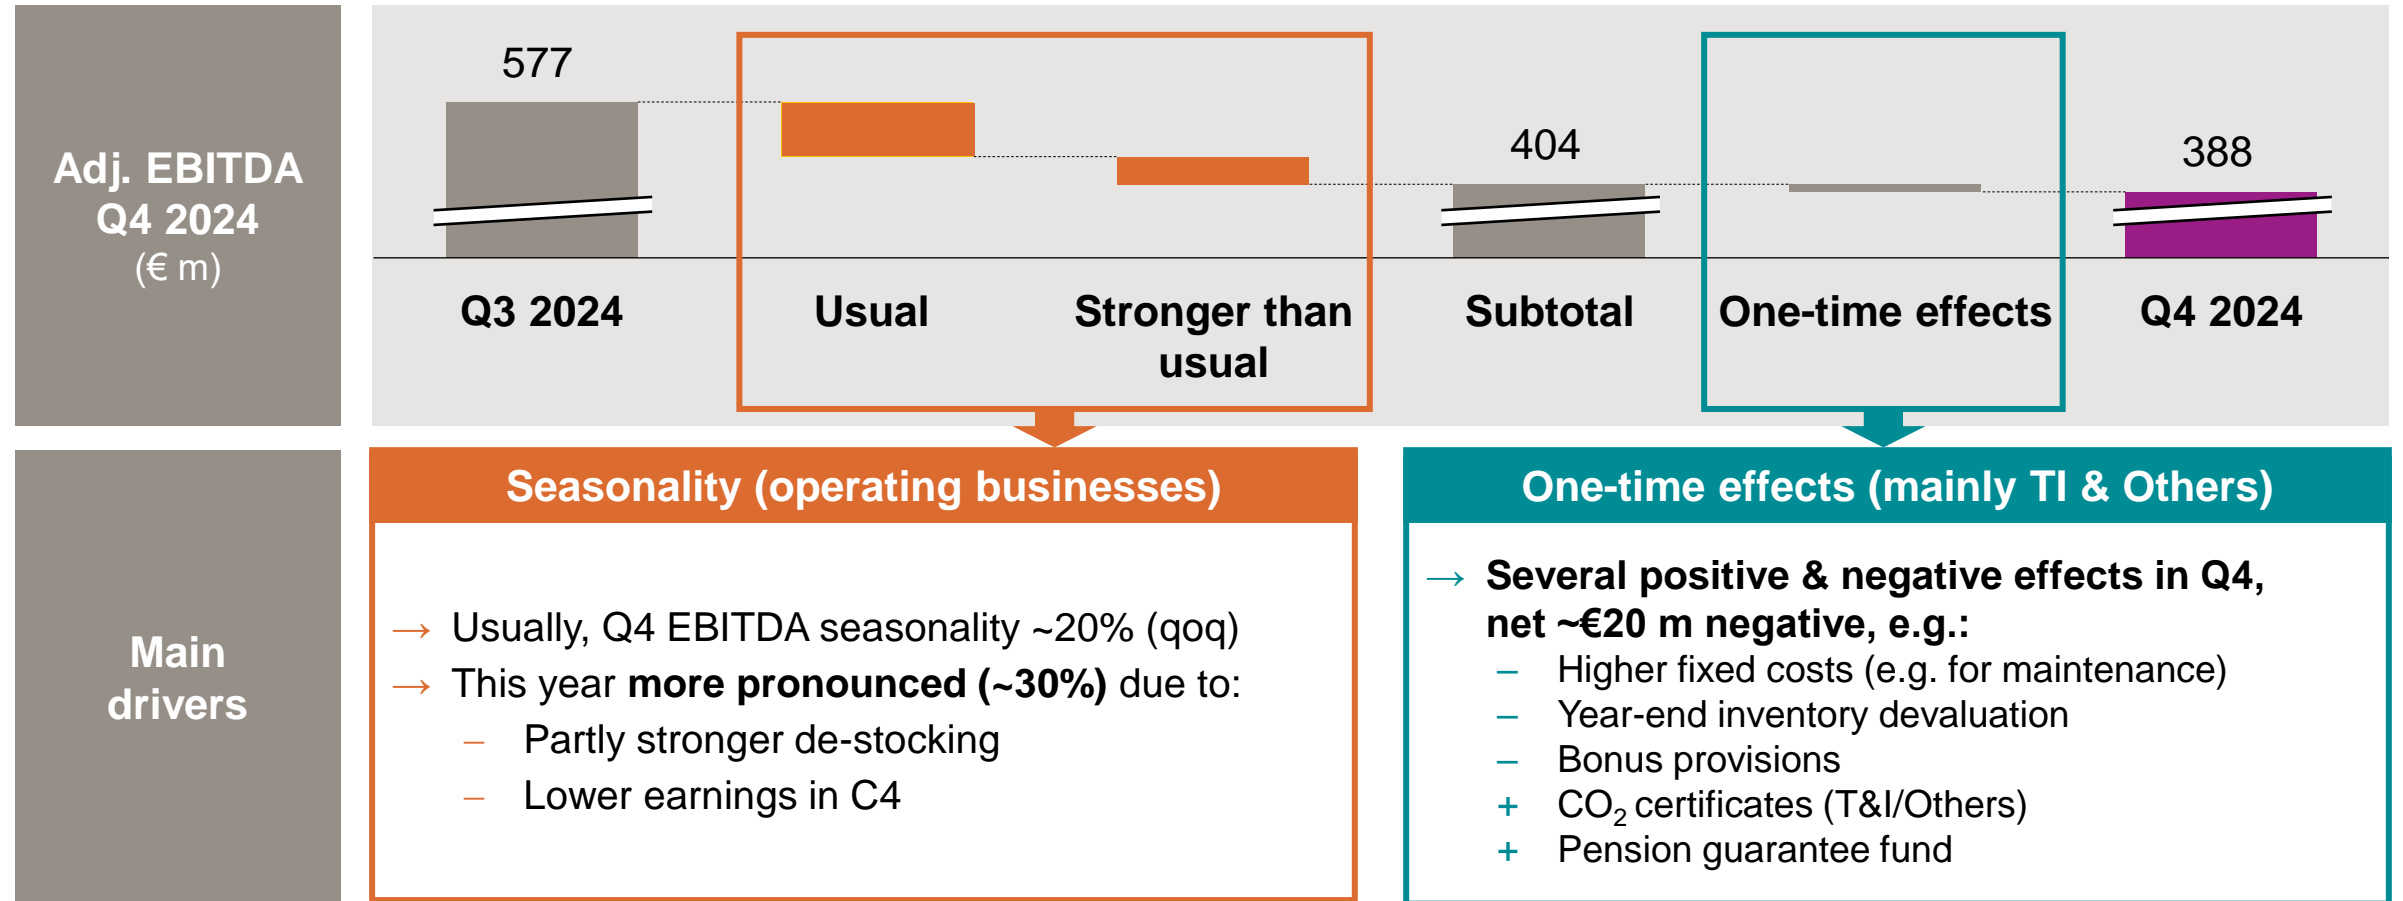 Adj. EBITDA
Q4 2024
(€ m)
577
404
388
Q3 2024
Usual
Stronger than
usual
Subtotal
One-time effects
Q4 2024
Main
drivers
Seasonality (operating businesses)
→ Usually, Q4 EBITDA seasonality ~20% (qoq)
→ This year more pronounced (~30%) due to:
– Partly stronger de-stocking
– Lower earnings in C4
One-time effects (mainly TI & Others)
→ Several positive & negative effects in Q4,
net ~€20 m negative, e.g.:
– Higher fixed costs (e.g. for maintenance)
– Year-end inventory devaluation
– Bonus provisions
+ CO₂ certificates (T&I/Others)
+ Pension guarantee fund